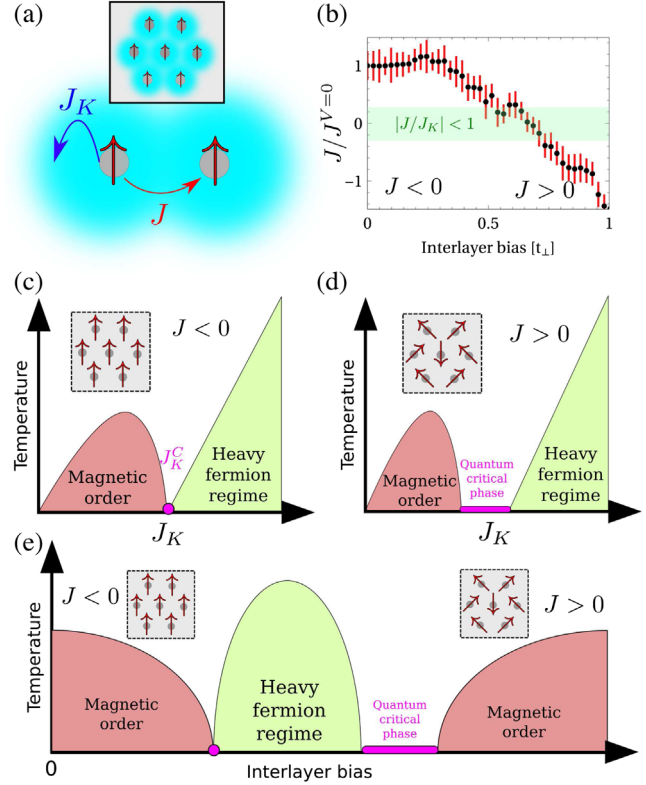 (a)
J_K
J
(b)
J/J^{V=0}
1
0
−1
|J/J_K| < 1
J < 0
J > 0
0
0.5
1
Interlayer bias [t_⊥]
(c)
Temperature
J < 0
Magnetic
order
J_K^C
Heavy
fermion
regime
J_K
(d)
Temperature
J > 0
Magnetic
order
Quantum
critical
phase
Heavy
fermion
regime
J_K
(e)
Temperature
J < 0
J > 0
Magnetic
order
Heavy
fermion
regime
Quantum
critical
phase
Magnetic
order
0
Interlayer bias